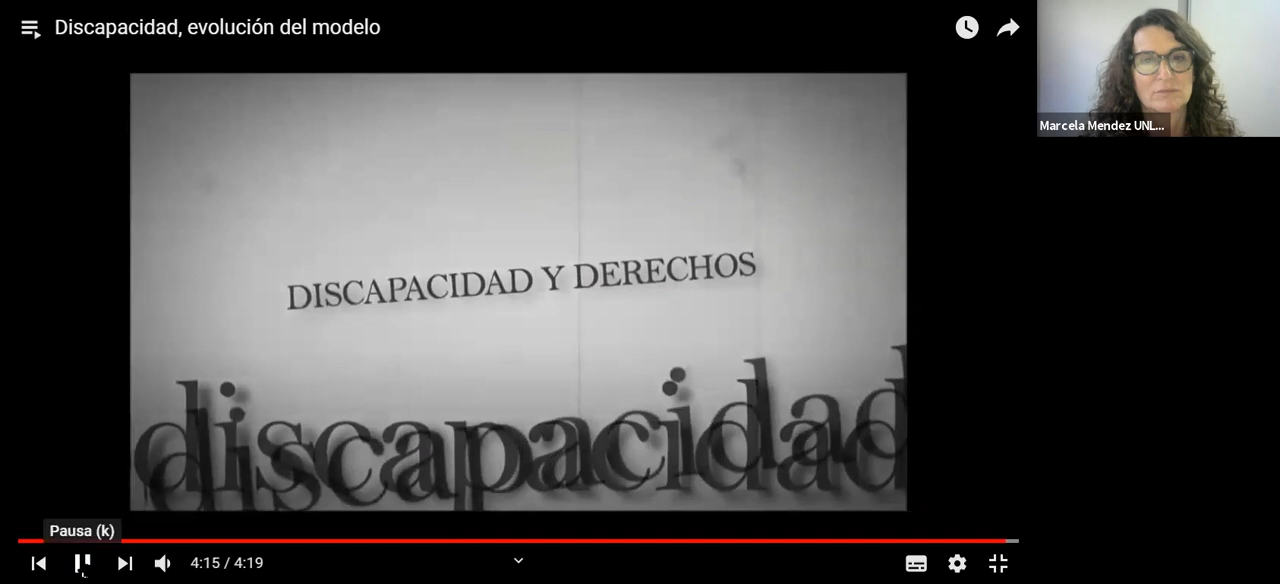 Discapacidad, evolución del modelo
Marcela Mendez UNL...
DISCAPACIDAD Y DERECHOS
discapacidad
Pausa (k)
4:15 / 4:19